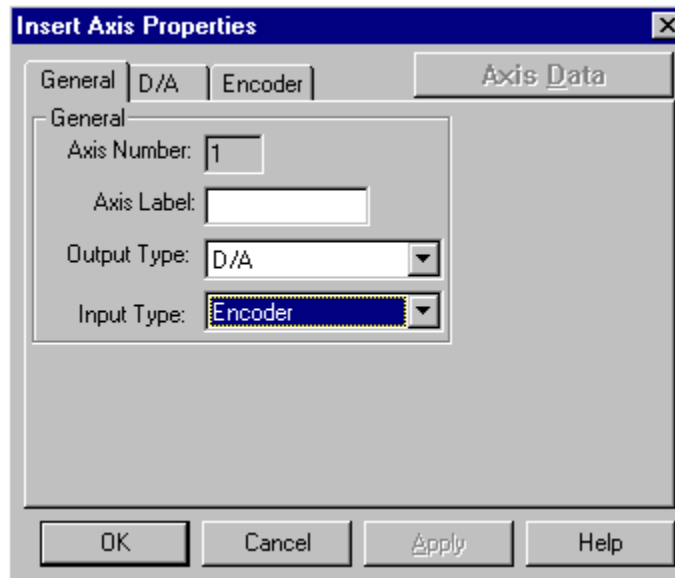 Insert Axis Properties
General D/A Encoder Axis Data
General
Axis Number: 1
Axis Label:
Output Type: D/A
Input Type: Encoder
OK Cancel Apply Help